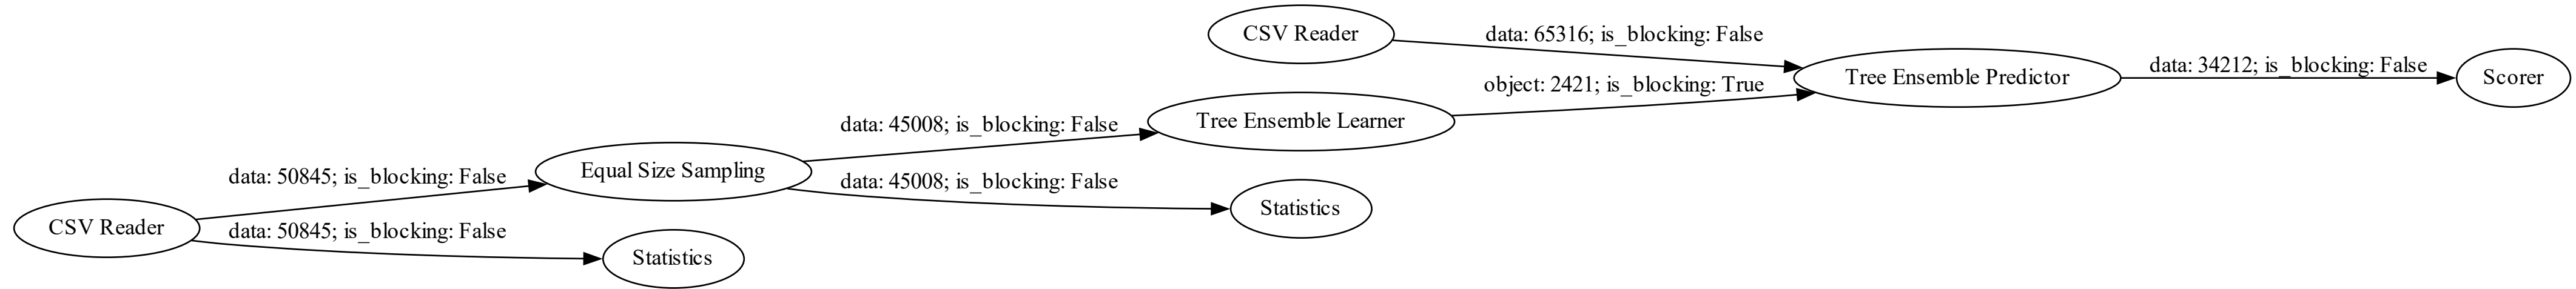 CSV Reader
data: 65316; is_blocking: False
Tree Ensemble Predictor
data: 34212; is_blocking: False
Scorer
object: 2421; is_blocking: True
Tree Ensemble Learner
data: 45008; is_blocking: False
Equal Size Sampling
data: 50845; is_blocking: False
data: 45008; is_blocking: False
Statistics
CSV Reader
data: 50845; is_blocking: False
Statistics